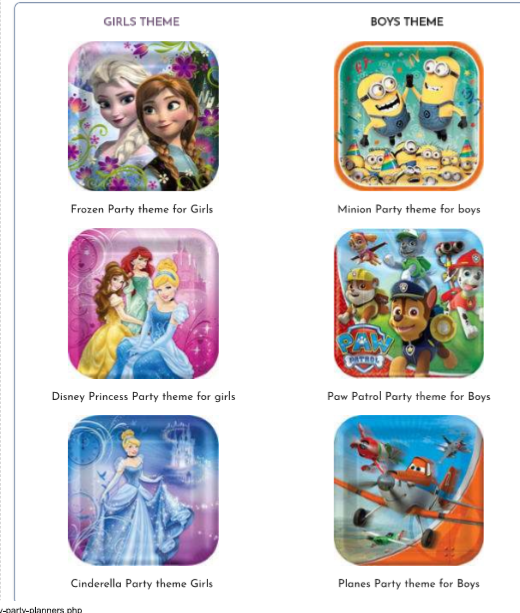 GIRLS THEME
BOYS THEME
Frozen Party theme for Girls
Minion Party theme for boys
PAW
PATROL
Disney Princess Party theme for girls
Paw Patrol Party theme for Boys
Cinderella Party theme Girls
Planes Party theme for Boys
y-party-planners.php